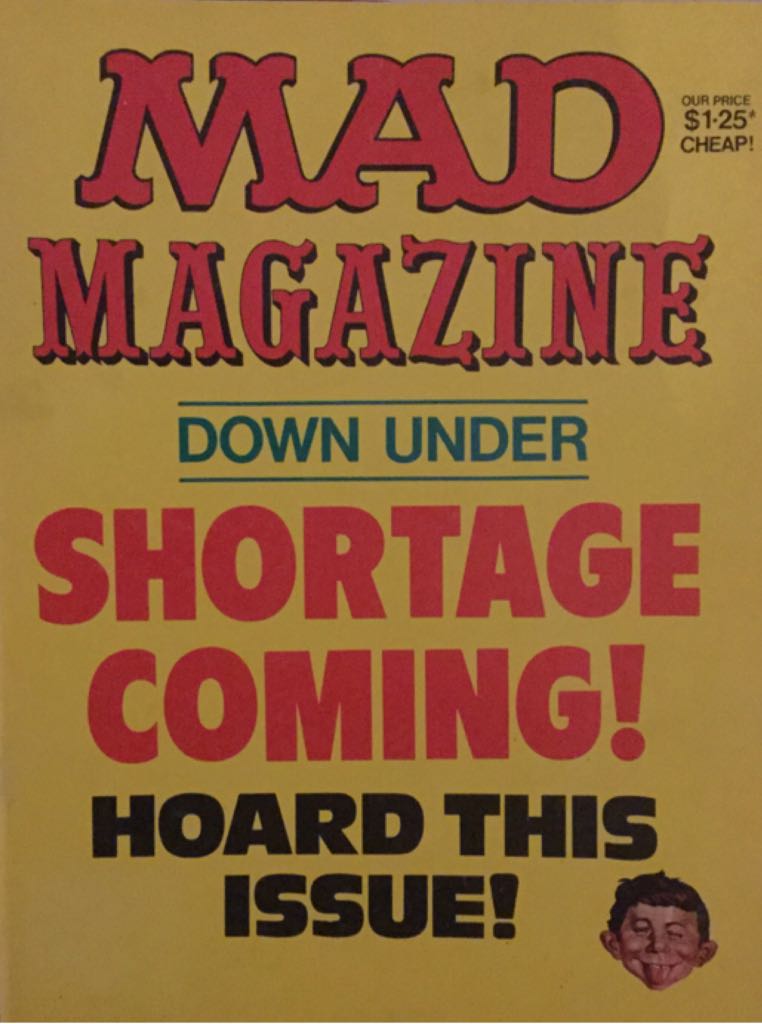 MAD
OUR PRICE
$1·25*
CHEAP!
MAGAZINE
DOWN UNDER
SHORTAGE
COMING!
HOARD THIS
ISSUE!